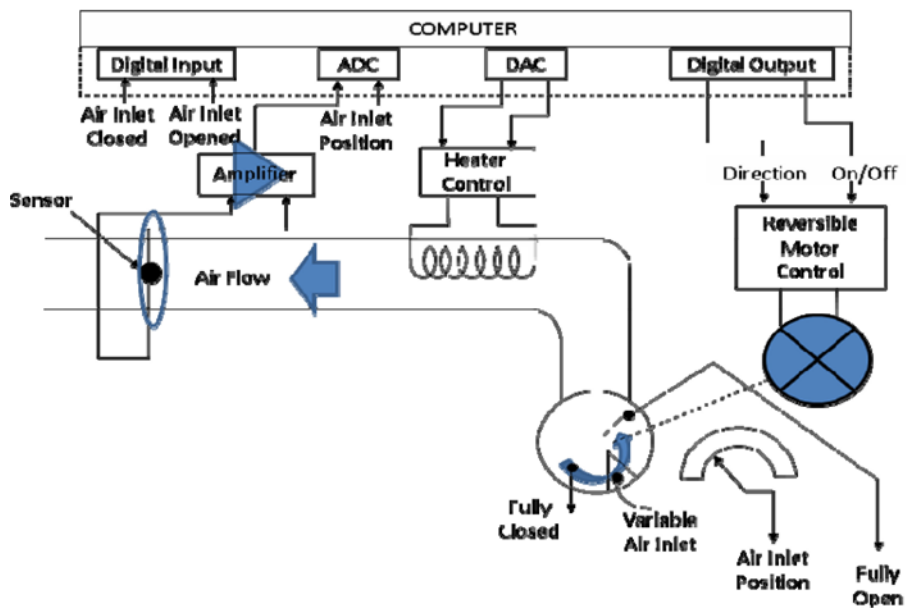 COMPUTER
Digital Input
ADC
DAC
Digital Output
Air Inlet
Closed
Air Inlet
Opened
Air Inlet
Position
Amplifier
Heater
Control
Direction
On/Off
Sensor
Reversible
Motor
Control
Air Flow
Fully
Closed
Variable
Air Inlet
Air Inlet
Position
Fully
Open